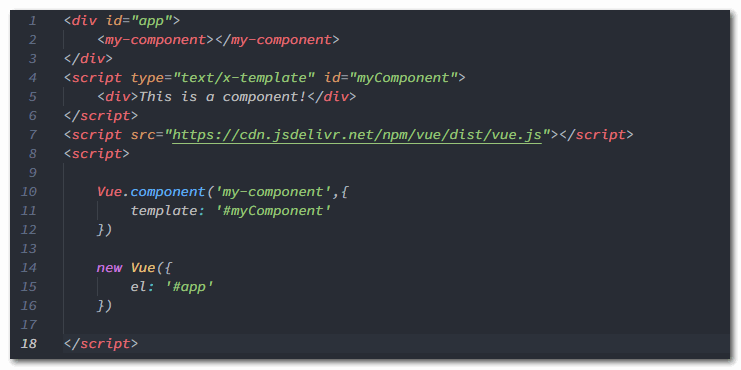 1 <div id="app">
2     <my-component></my-component>
3 </div>
4 <script type="text/x-template" id="myComponent">
5     <div>This is a component!</div>
6 </script>
7 <script src="https://cdn.jsdelivr.net/npm/vue/dist/vue.js"></script>
8 <script>
9
10     Vue.component('my-component',{
11         template: '#myComponent'
12     })
13
14     new Vue({
15         el: '#app'
16     })
17
18 </script>